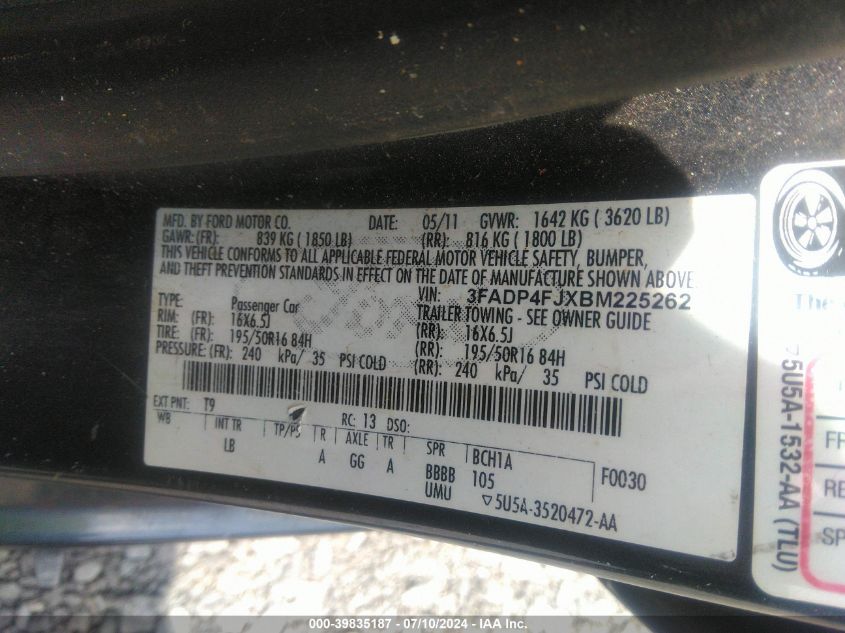 MFD. BY FORD MOTOR CO. DATE: 05/11 GVWR: 1642 KG ( 3620 LB)
GAWR: (FR): 839 KG ( 1850 LB) (RR): 816 KG ( 1800 LB)
THIS VEHICLE CONFORMS TO ALL APPLICABLE FEDERAL MOTOR VEHICLE SAFETY, BUMPER,
AND THEFT PREVENTION STANDARDS IN EFFECT ON THE DATE OF MANUFACTURE SHOWN ABOVE.
VIN: 3FADP4FJXBM225262
TYPE: Passenger Car TRAILER TOWING - SEE OWNER GUIDE
RIM: (FR): 16X6.5J (RR): 16X6.5J
TIRE: (FR): 195/50R16 84H (RR): 195/50R16 84H
PRESSURE: (FR): 240 kPa/ 35 PSI COLD (RR): 240 kPa/ 35 PSI COLD
EXT PNT: T9 RC: 13 DSO:
WB INT TR TP/PS R AXLE TR SPR BCH1A
LB A GG A BBBB 105 F0030
UMU 5U5A-3520472-AA
75U5A-1532-AA (TLU)
The
FR
RE
SP
000-39835187 - 07/10/2024 - IAA Inc.